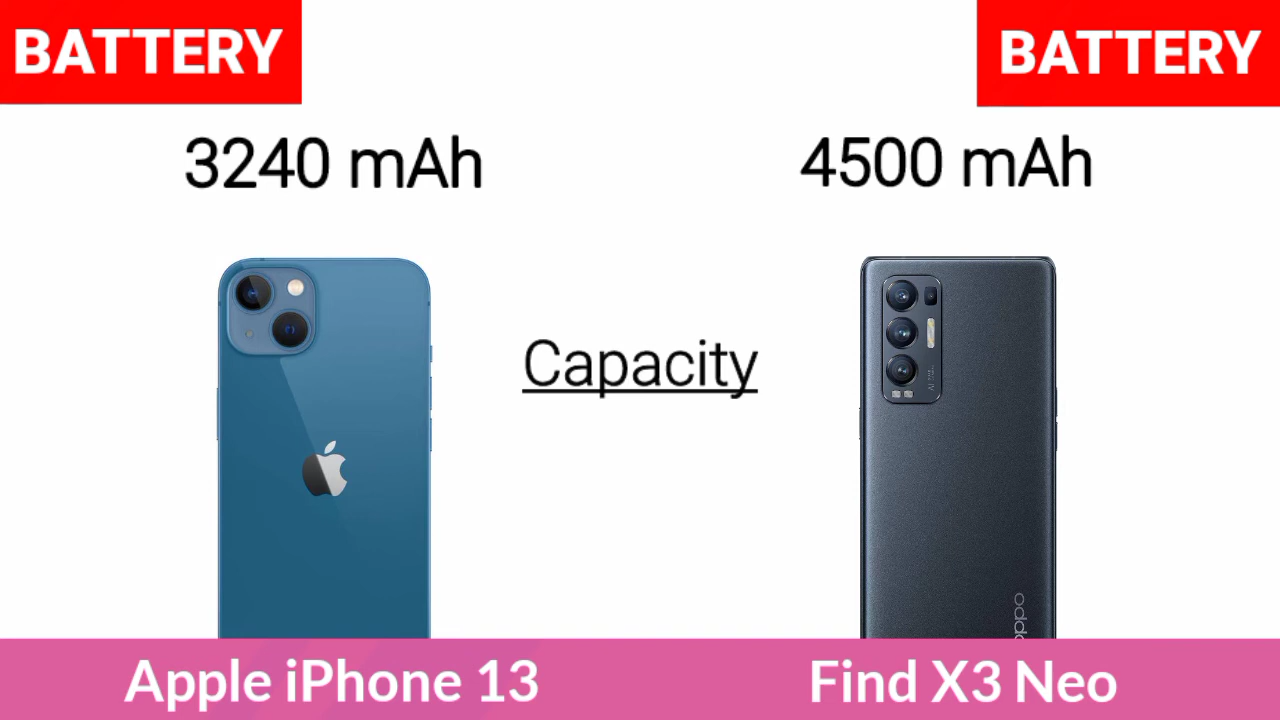 BATTERY
BATTERY
3240 mAh
4500 mAh
Capacity
oppo
Apple iPhone 13
Find X3 Neo